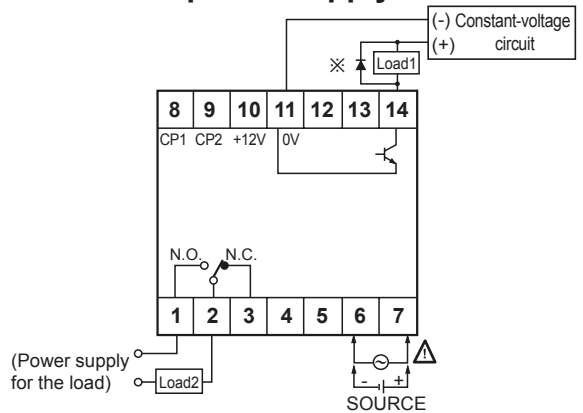 (-) Constant-voltage
(+) circuit
※ Load1
8 9 10 11 12 13 14
CP1 CP2 +12V 0V
N.O. N.C.
1 2 3 4 5 6 7
(Power supply
for the load) Load2
- +
SOURCE